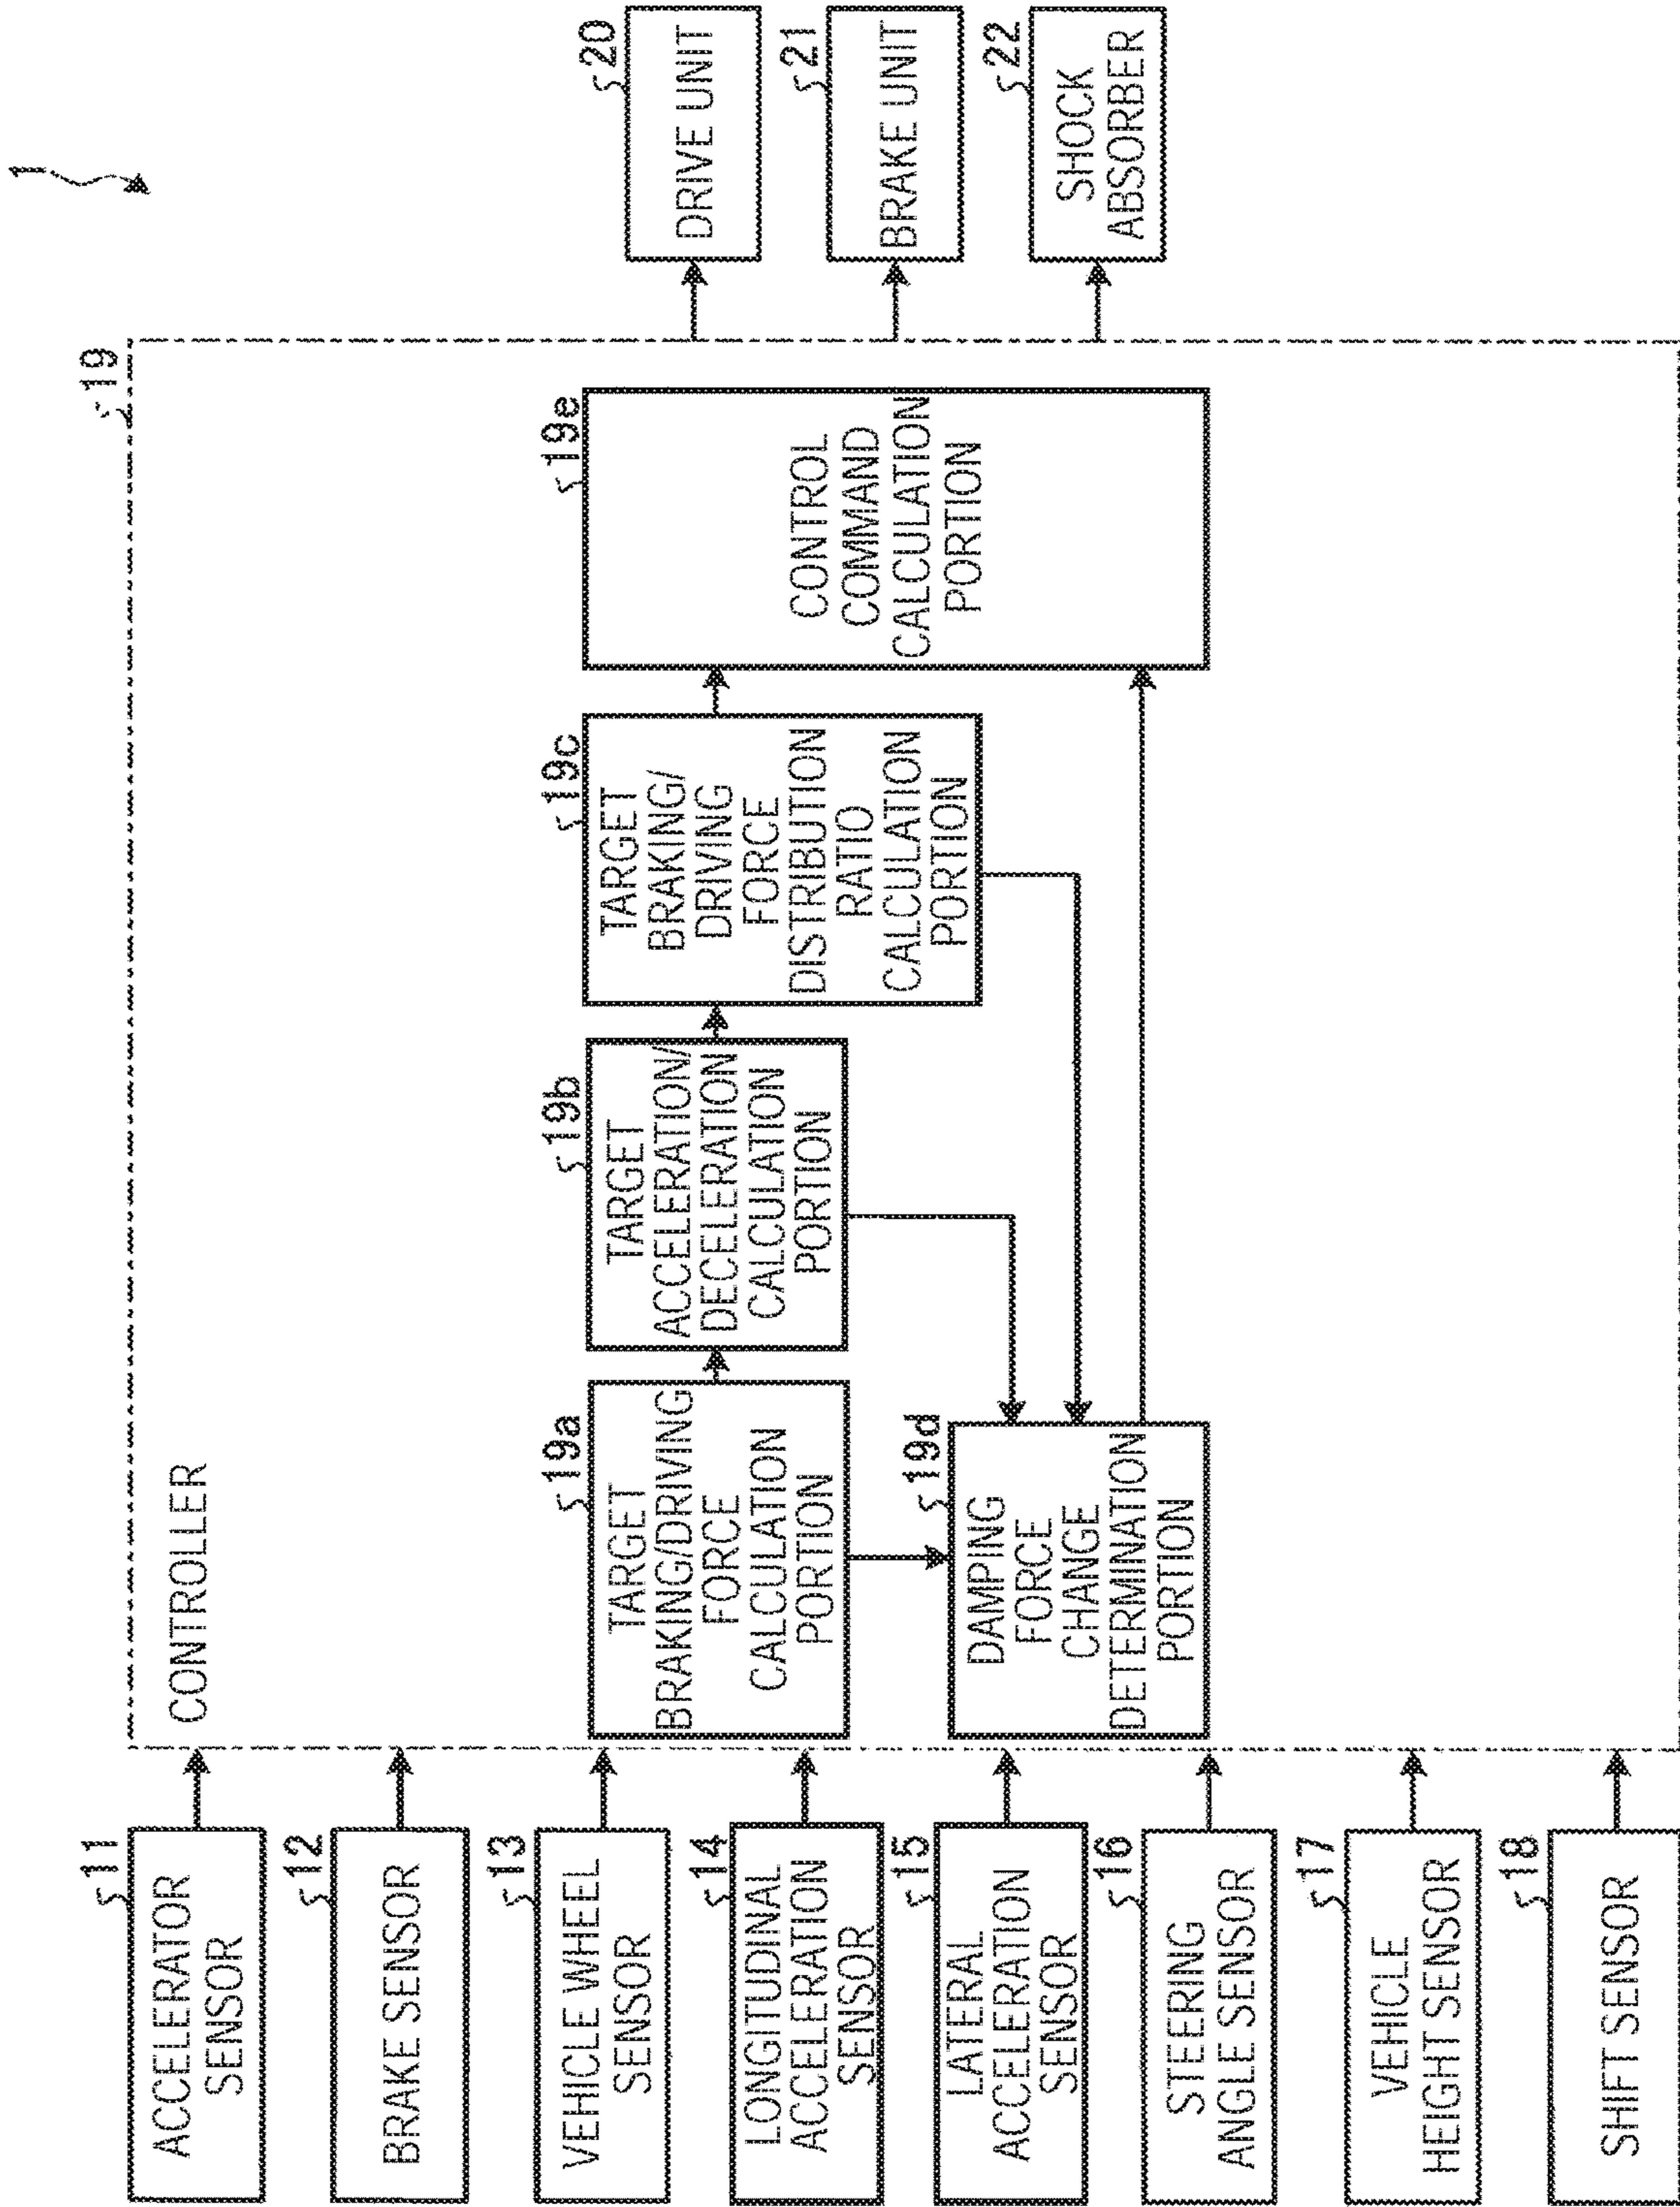 1
11
ACCELERATOR
SENSOR
12
BRAKE SENSOR
13
VEHICLE WHEEL
SENSOR
14
LONGITUDINAL
ACCELERATION
SENSOR
15
LATERAL
ACCELERATION
SENSOR
16
STEERING
ANGLE SENSOR
17
VEHICLE
HEIGHT SENSOR
18
SHIFT SENSOR
19
CONTROLLER
19a
TARGET
BRAKING/DRIVING
FORCE
CALCULATION
PORTION
19b
TARGET
ACCELERATION/
DECELERATION
CALCULATION
PORTION
19c
TARGET
BRAKING/
DRIVING
FORCE
DISTRIBUTION
RATIO
CALCULATION
PORTION
19d
DAMPING
FORCE
CHANGE
DETERMINATION
PORTION
19e
CONTROL
COMMAND
CALCULATION
PORTION
20
DRIVE UNIT
21
BRAKE UNIT
22
SHOCK
ABSORBER